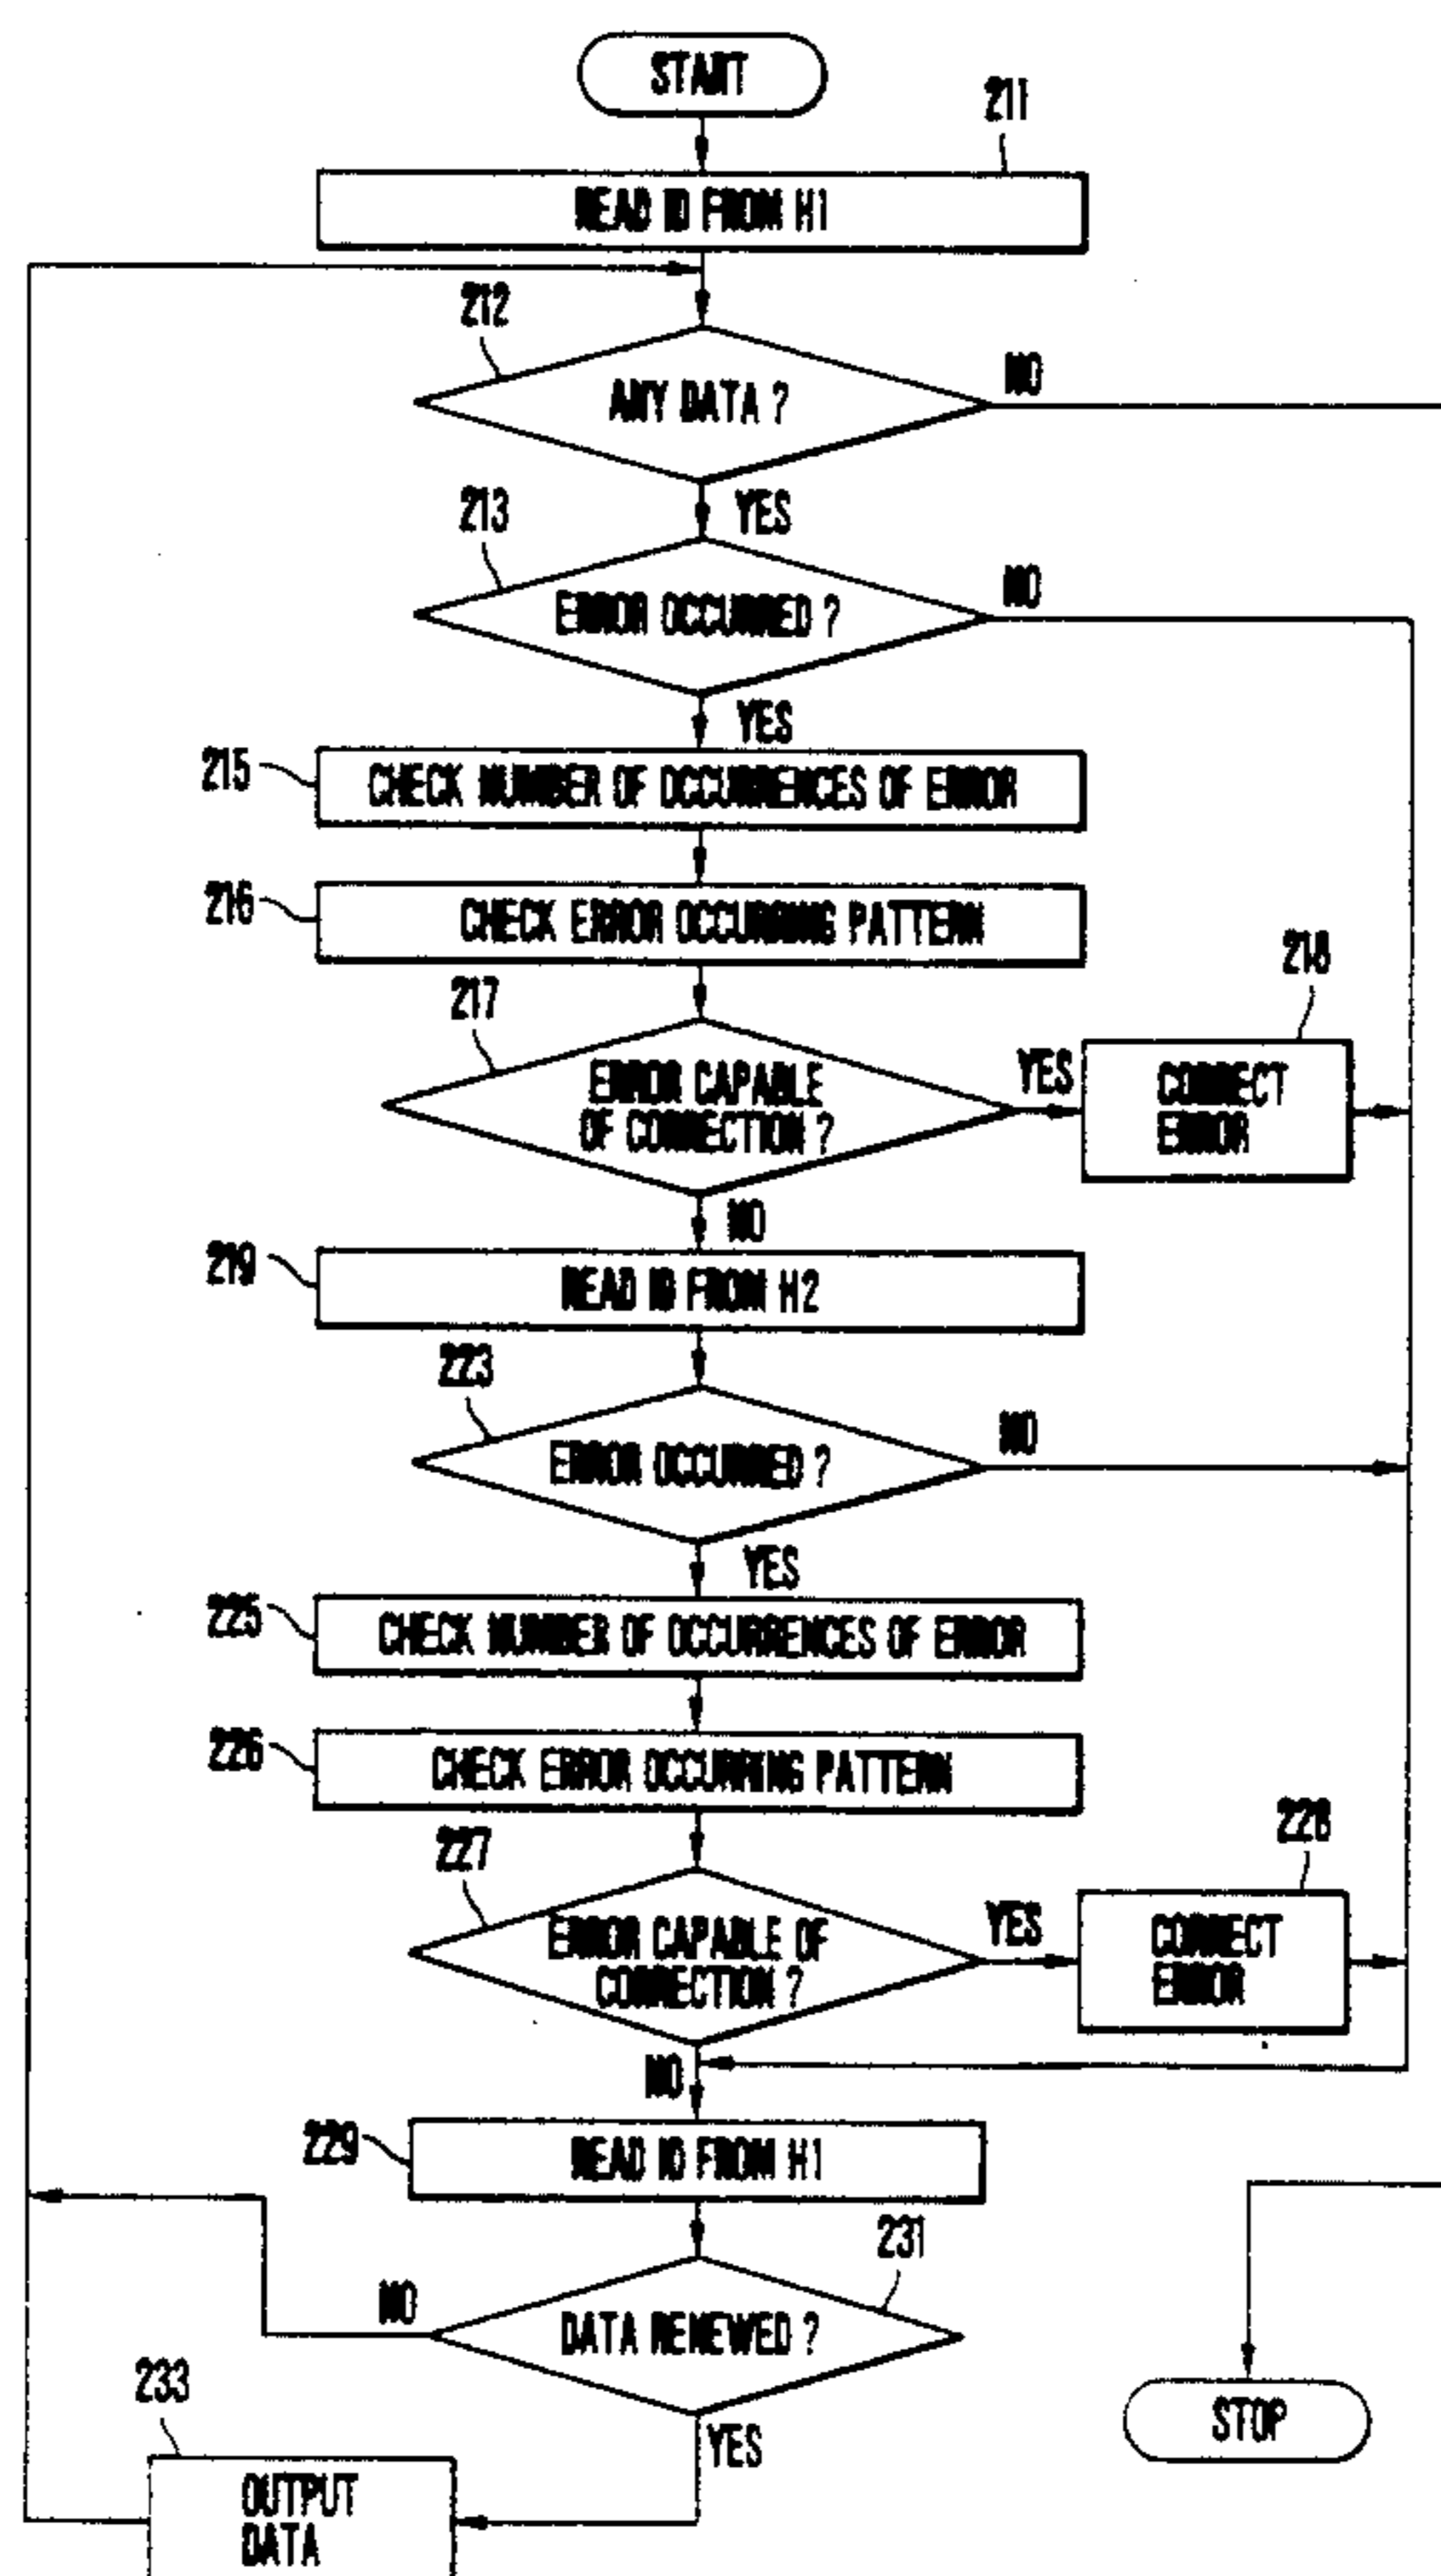 START
211
READ ID FROM H1
212
ANY DATA ?
NO
YES
213
ERROR OCCURRED ?
NO
YES
215
CHECK NUMBER OF OCCURRENCES OF ERROR
216
CHECK ERROR OCCURRING PATTERN
217
ERROR CAPABLE
OF CONNECTION ?
YES
218
CORRECT
ERROR
NO
219
READ ID FROM H2
223
ERROR OCCURRED ?
NO
YES
225
CHECK NUMBER OF OCCURRENCES OF ERROR
226
CHECK ERROR OCCURRING PATTERN
227
ERROR CAPABLE OF
CONNECTION ?
YES
228
CORRECT
ERROR
NO
229
READ ID FROM H1
231
DATA RENEWED ?
NO
YES
233
OUTPUT
DATA
STOP